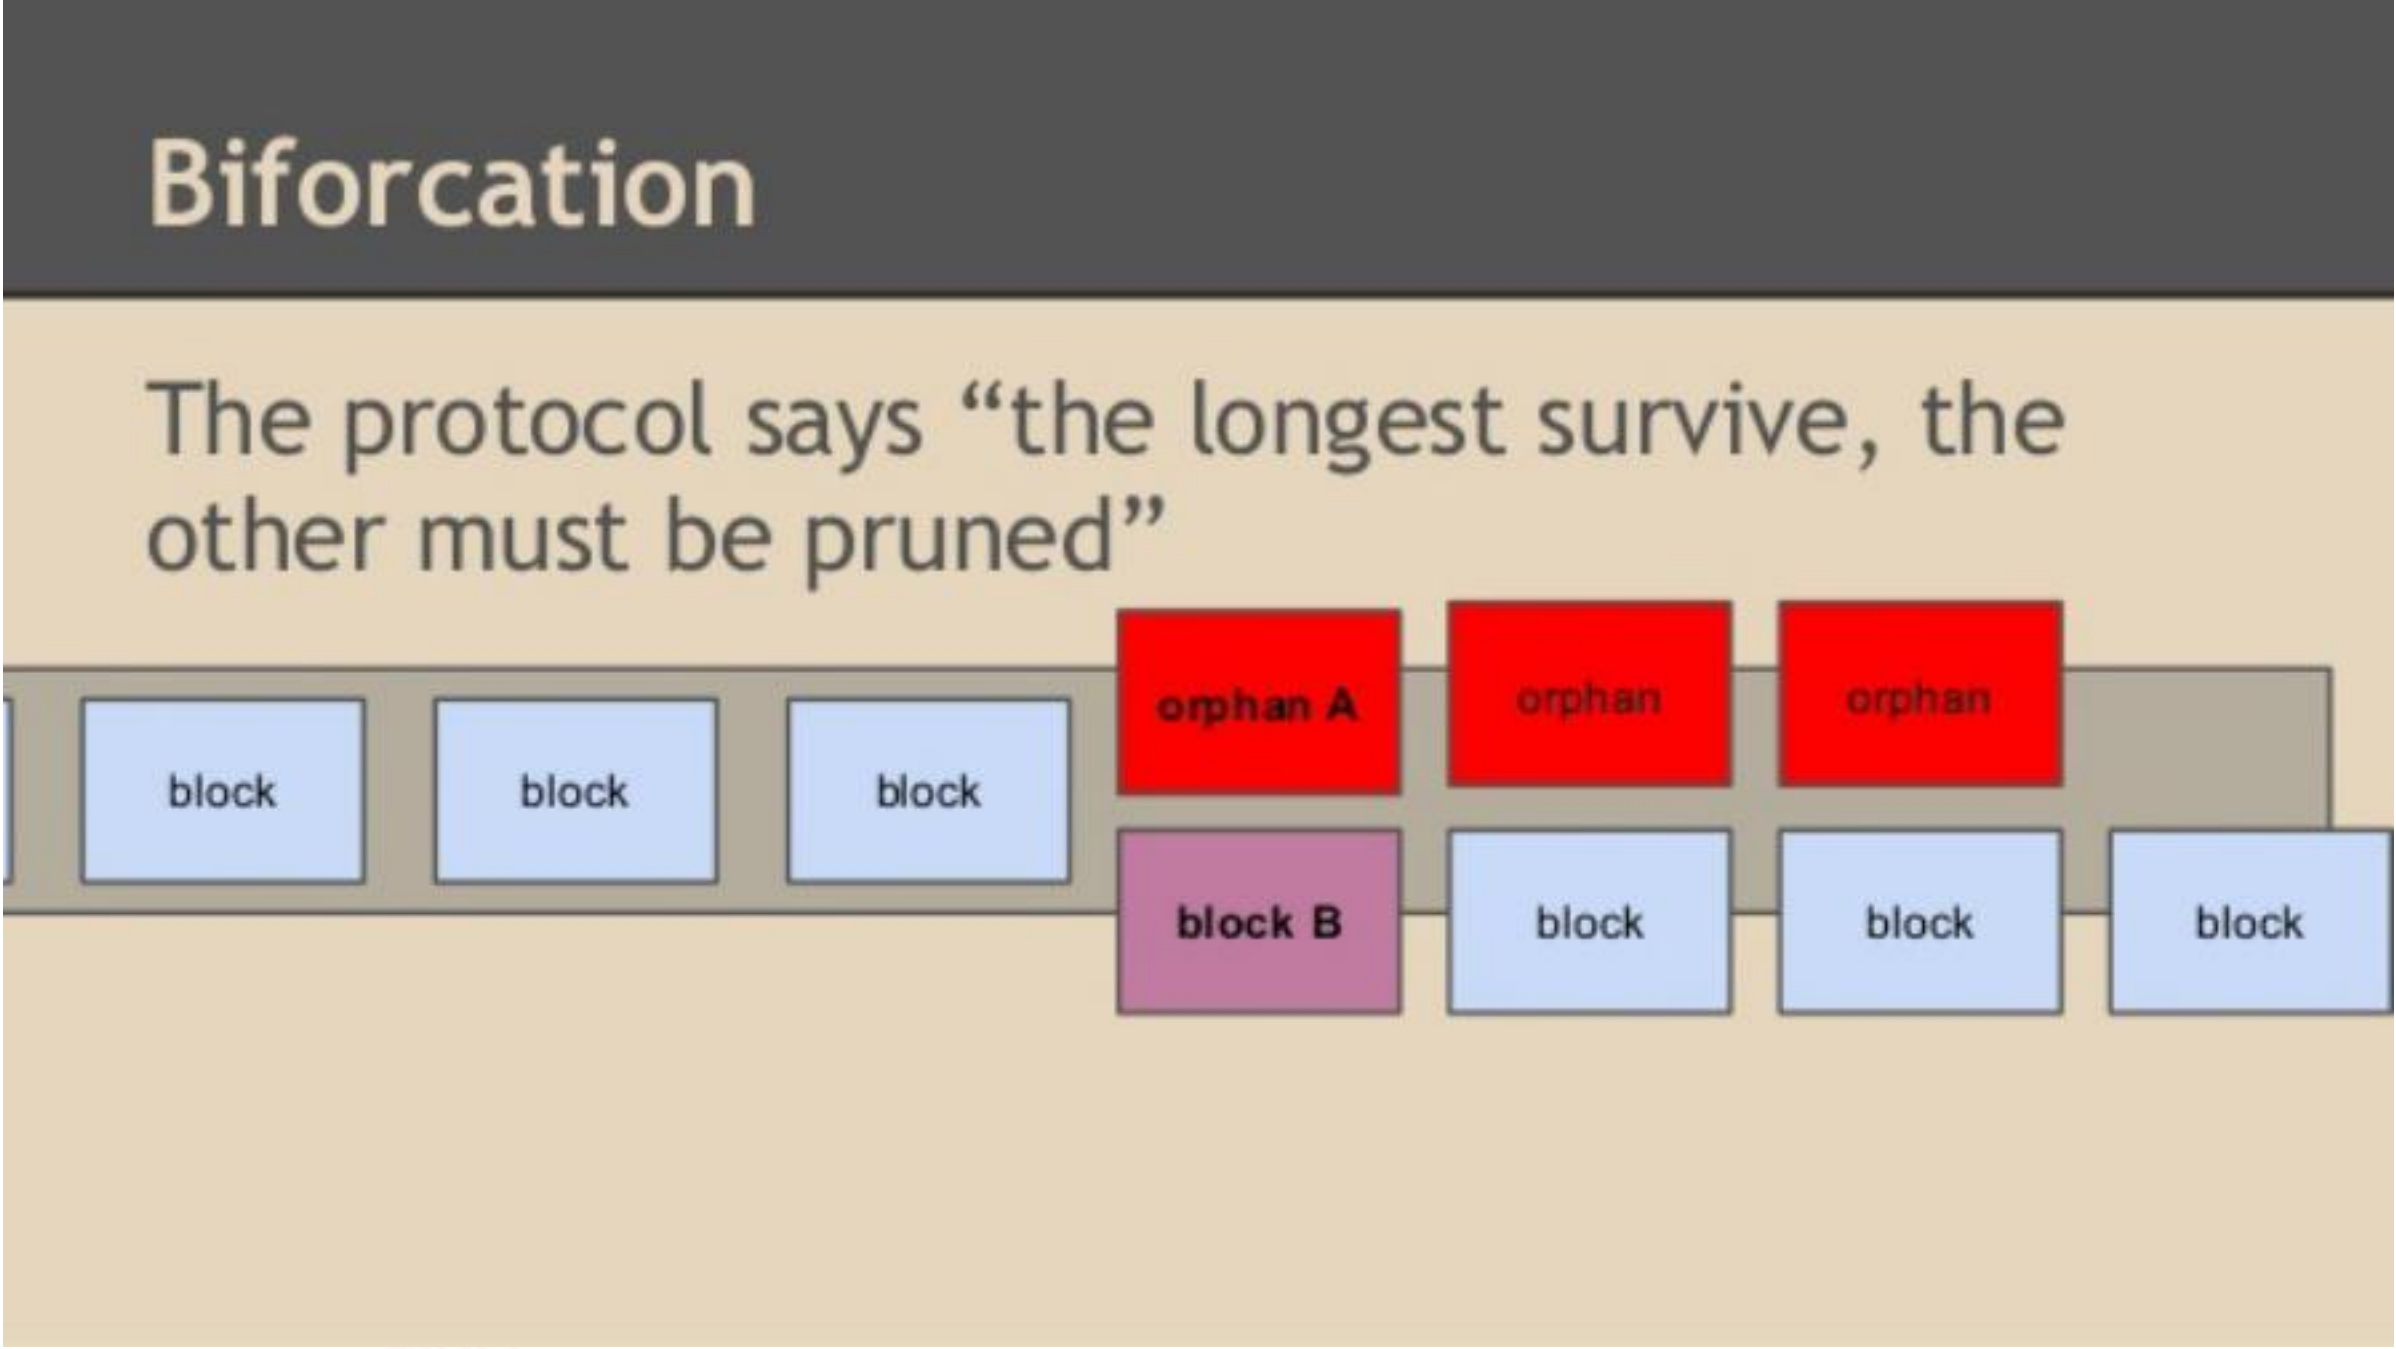 Biforcation
The protocol says “the longest survive, the
other must be pruned”
orphan A
orphan
orphan
block
block
block
block B
block
block
block